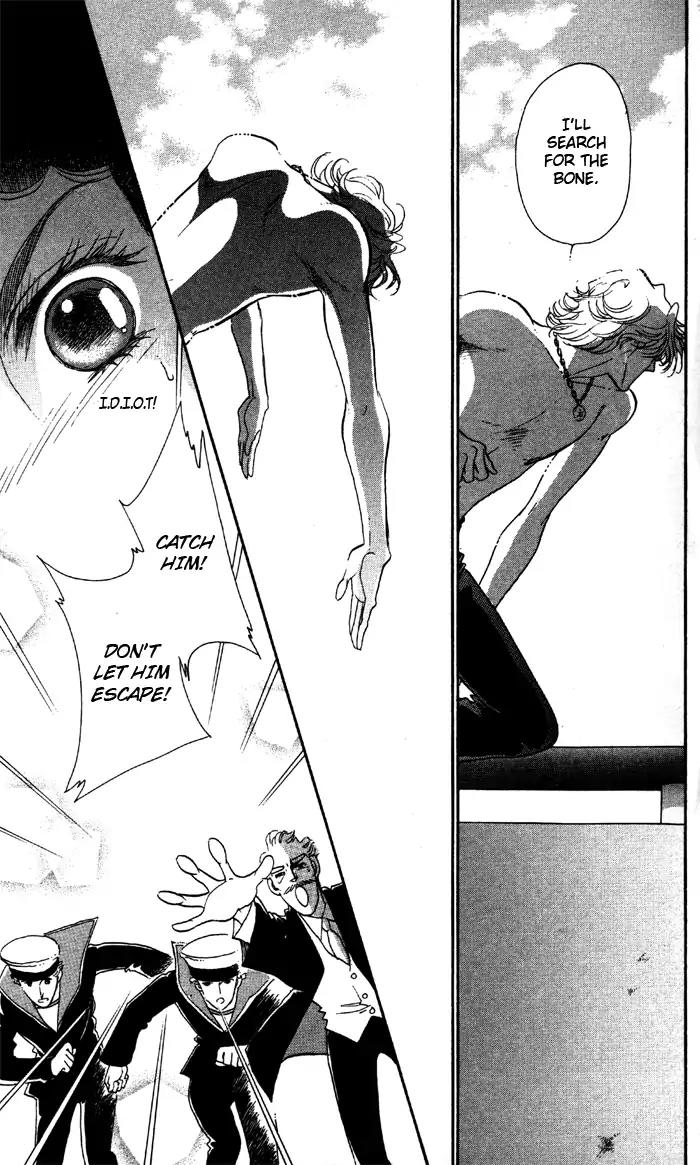 I'LL
SEARCH
FOR THE
BONE.
I.D.I.O.T!
CATCH
HIM!
DON'T
LET HIM
ESCAPE!